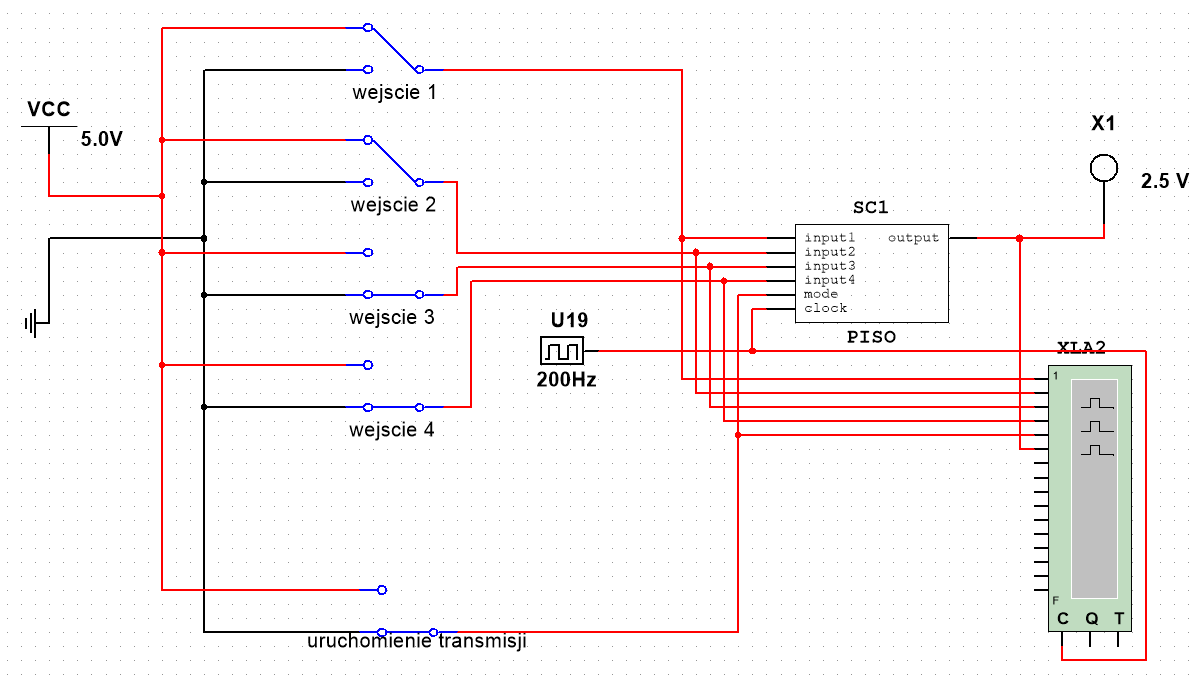 wejscie 1
VCC
5.0V
X1
2.5 V
wejscie 2
SC1
input1
output
input2
input3
input4
mode
clock
wejscie 3
U19
PISO
XLA2
200Hz
1
wejscie 4
F
C Q T
uruchomienie transmisji